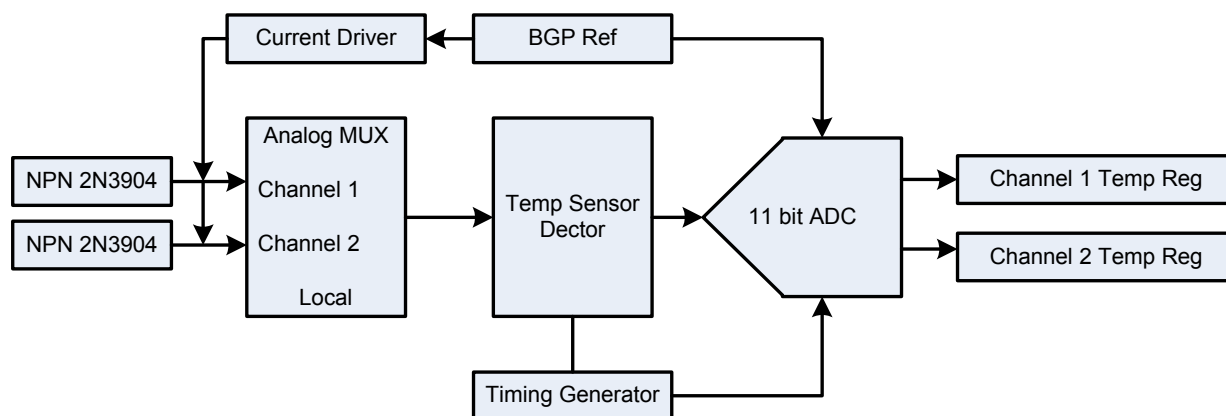 Current Driver
BGP Ref
Analog MUX
NPN 2N3904
Channel 1
NPN 2N3904
Channel 2
Local
Temp Sensor
Dector
11 bit ADC
Channel 1 Temp Reg
Channel 2 Temp Reg
Timing Generator